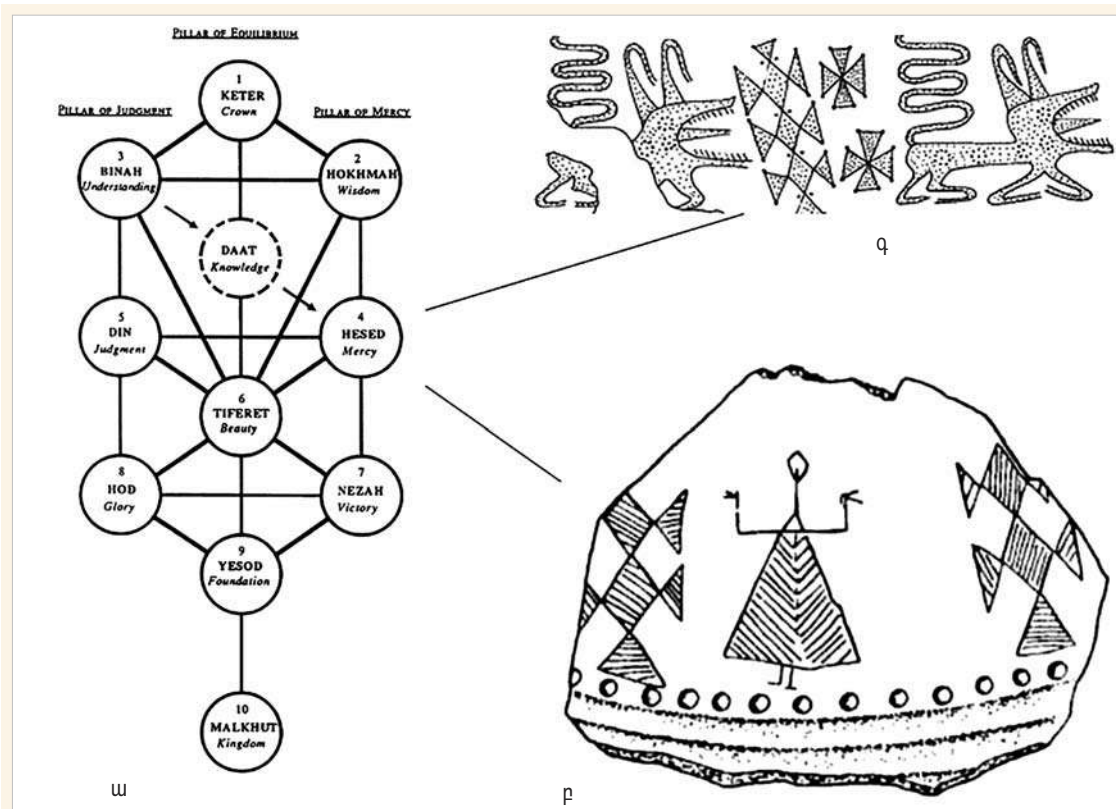 PILLAR OF EQUILIBRIUM
1
KETER
Crown
PILLAR OF JUDGMENT
PILLAR OF MERCY
3
BINAH
Understanding
2
HOKHMAH
Wisdom
DAAT
Knowledge
5
DIN
Judgment
4
HESED
Mercy
6
TIFERET
Beauty
8
HOD
Glory
7
NEZAH
Victory
9
YESOD
Foundation
10
MALKHUT
Kingdom
ա
բ
գ